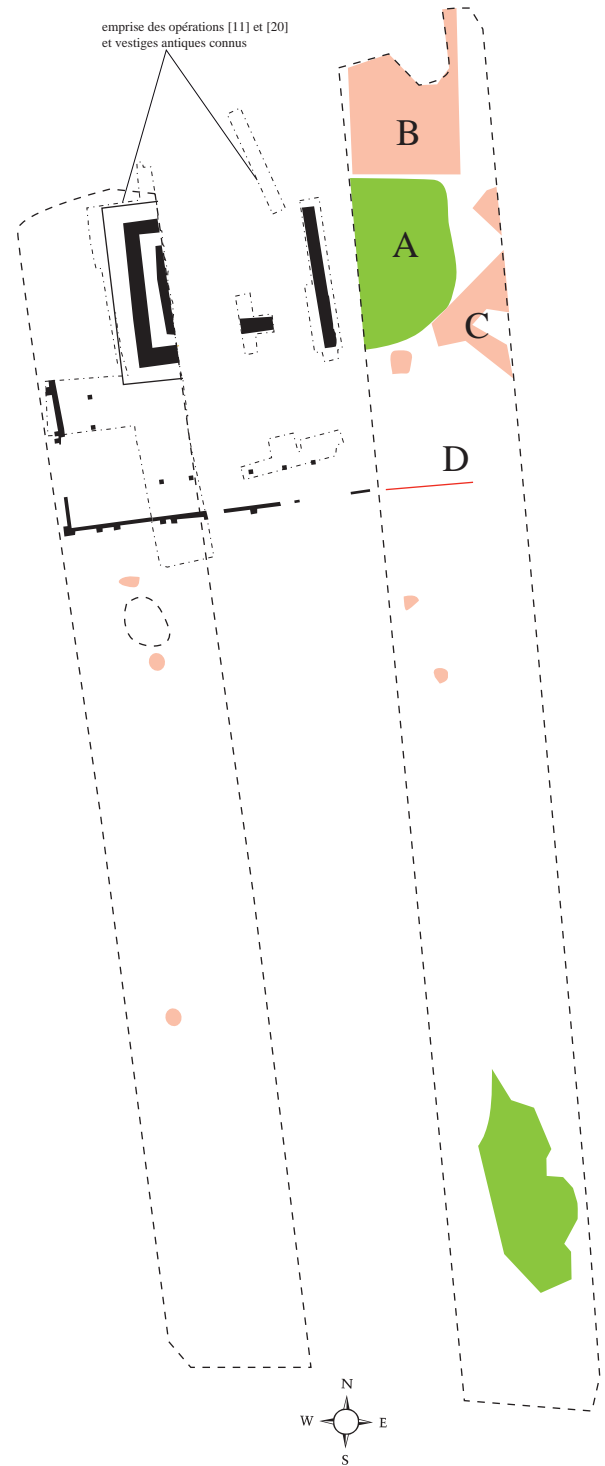 emprise des opérations [11] et [20]
et vestiges antiques connus
B
A
C
D
N
W E
S